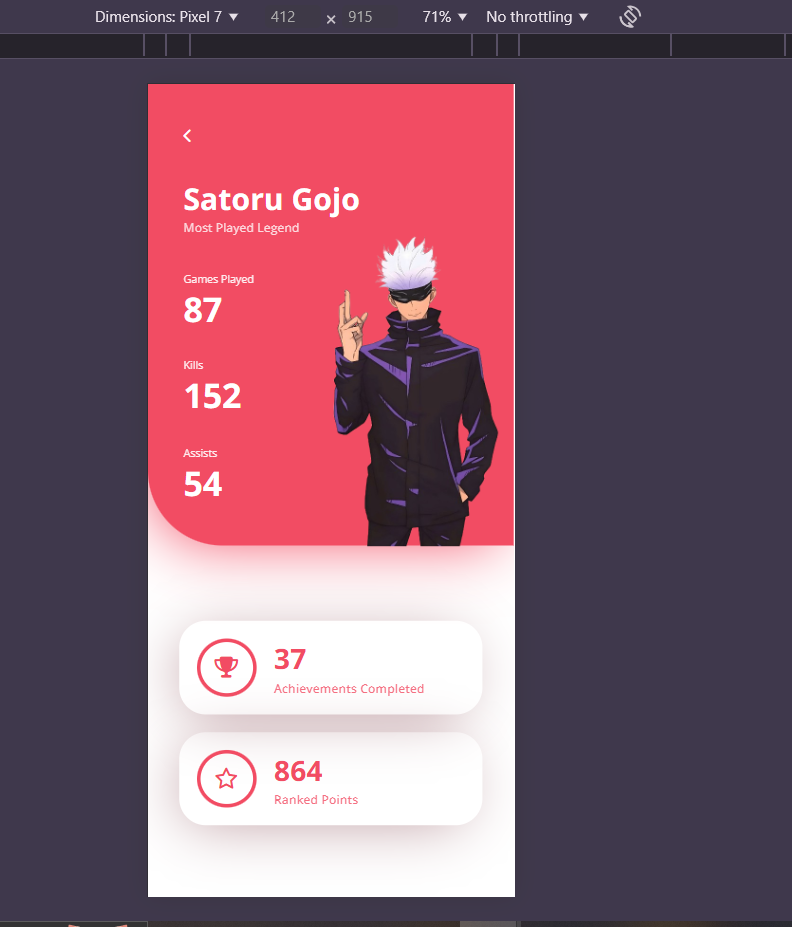 Dimensions: Pixel 7 ▼ 412 × 915 71% ▼ No throttling ▼
Satoru Gojo
Most Played Legend
Games Played
87
Kills
152
Assists
54
37
Achievements Completed
864
Ranked Points